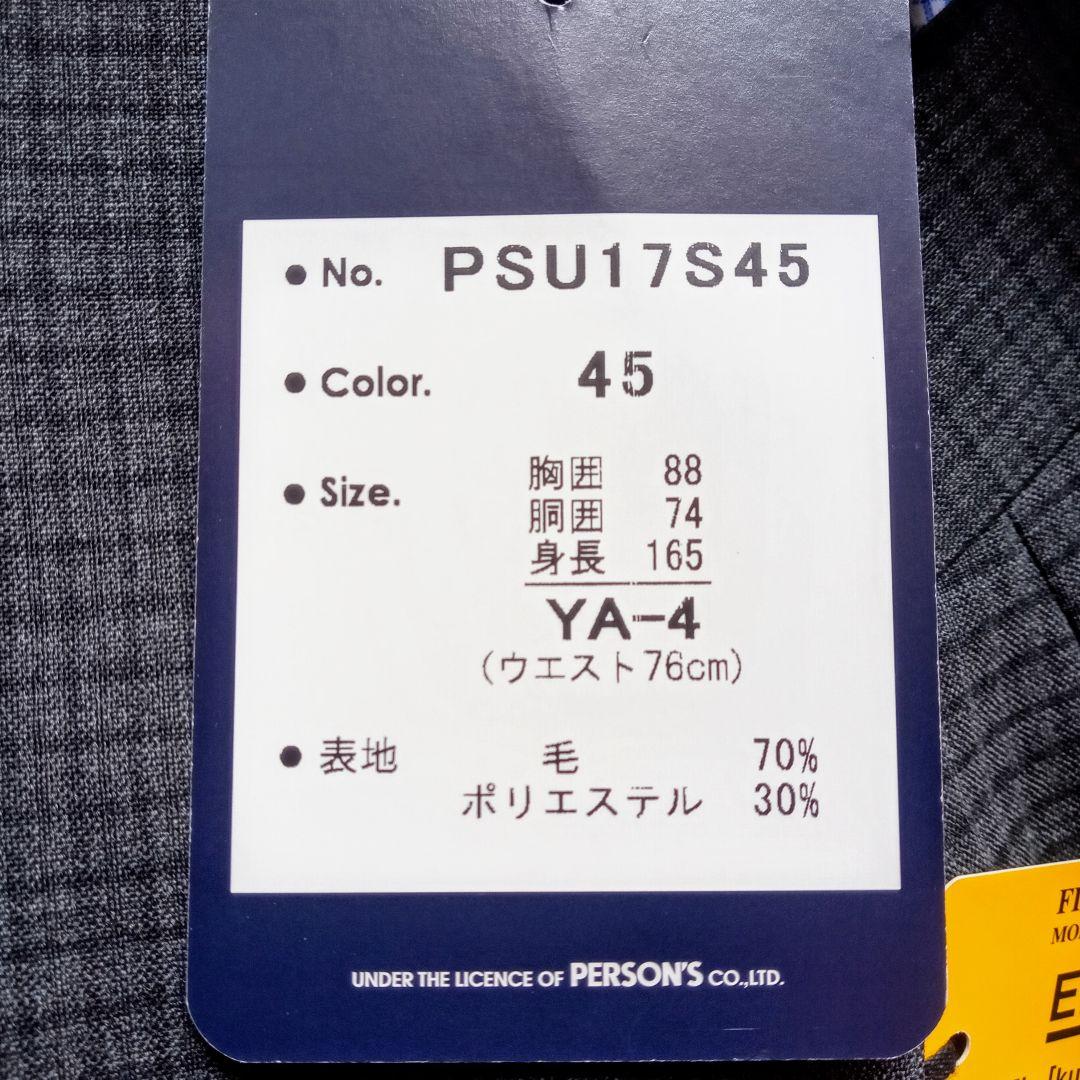 ● No. PSU17S45
● Color. 45
● Size. 胸囲 88
胴囲 74
身長 165
YA-4
(ウエスト76cm)
● 表地 毛 70%
ポリエステル 30%
UNDER THE LICENCE OF PERSON'S CO.,LTD.